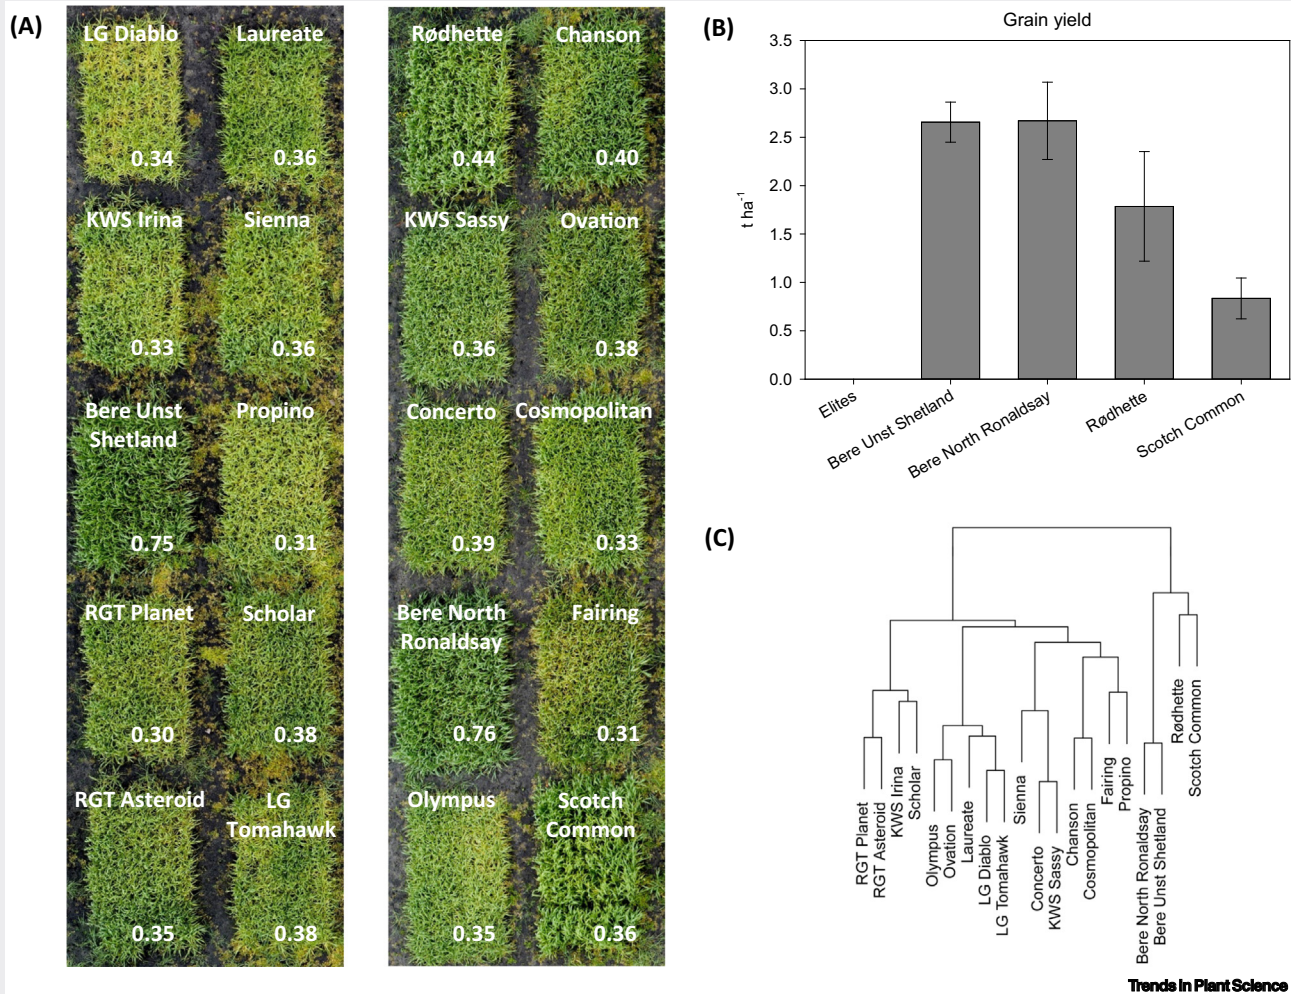 (A)
LG Diablo
0.34
Laureate
0.36
KWS Irina
0.33
Sienna
0.36
Bere Unst
Shetland
0.75
Propino
0.31
RGT Planet
0.30
Scholar
0.38
RGT Asteroid
0.35
LG
Tomahawk
0.38
Rødhette
0.44
Chanson
0.40
KWS Sassy
0.36
Ovation
0.38
Concerto
0.39
Cosmopolitan
0.33
Bere North
Ronaldsay
0.76
Fairing
0.31
Olympus
0.35
Scotch
Common
0.36
(B)
Grain yield
3.5
3.0
2.5
2.0
1.5
1.0
0.5
0.0
t ha⁻¹
Elites
Bere Unst Shetland
Bere North Ronaldsay
Rødhette
Scotch Common
(C)
RGT Planet
RGT Asteroid
KWS Irina
Scholar
Olympus
Ovation
Laureate
LG Diablo
LG Tomahawk
Sienna
Concerto
KWS Sassy
Chanson
Cosmopolitan
Fairing
Propino
Bere North Ronaldsay
Bere Unst Shetland
Rødhette
Scotch Common
Trends in Plant Science